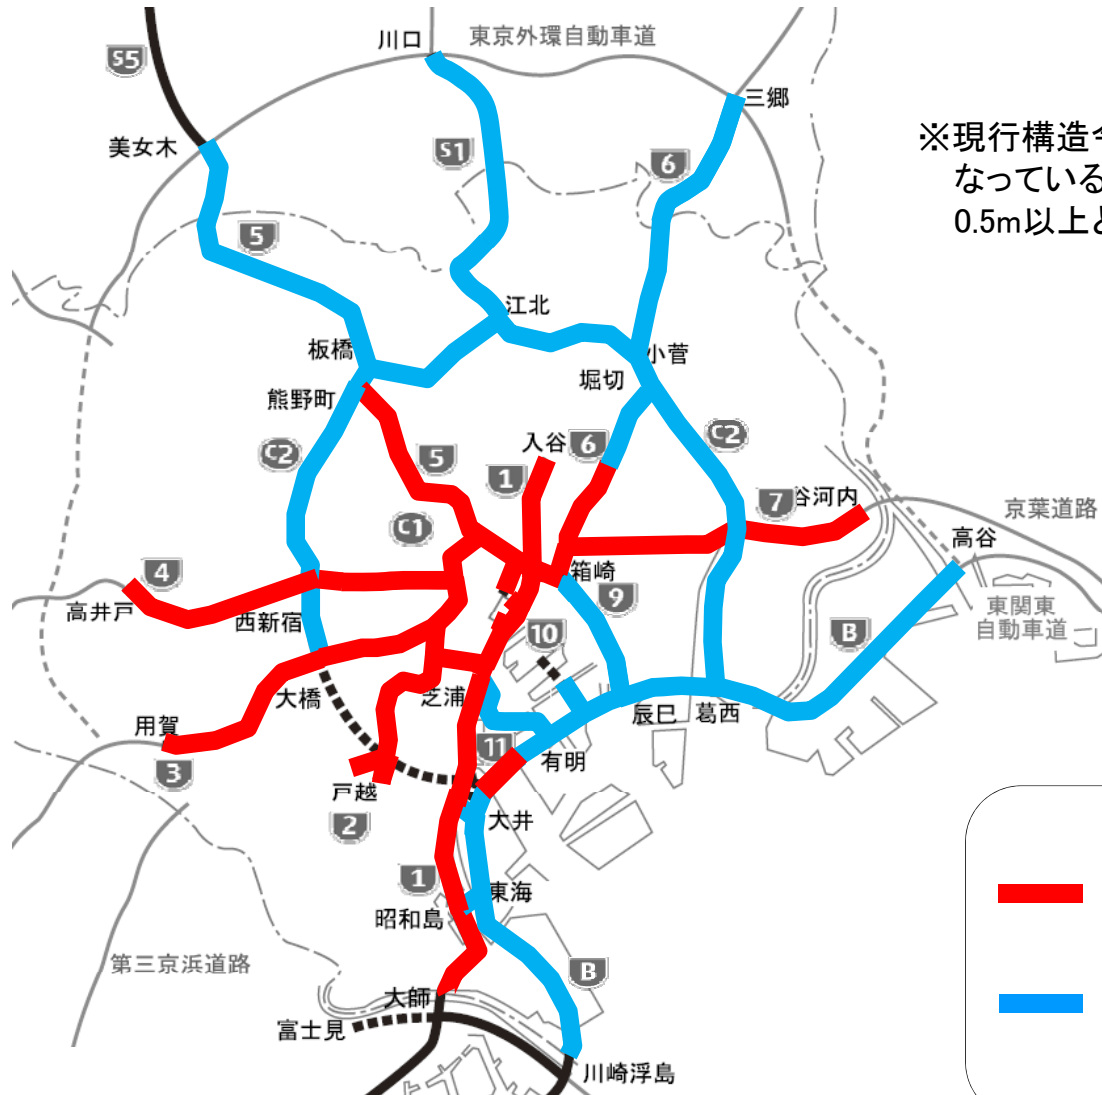 川口
東京外環自動車道
S5
三郷
美女木
S1
6
※現行構造令
なっている
0.5m以上と
5
江北
板橋
小菅
堀切
熊野町
C2
5
入谷
6
C2
1
7
谷河内
C1
京葉道路
高谷
4
箱崎
9
高井戸
西新宿
10
B
東関東
自動車道
大橋
芝浦
辰巳
葛西
用賀
11
有明
3
戸越
2
大井
1
東海
昭和島
第三京浜道路
B
大師
富士見
川崎浮島